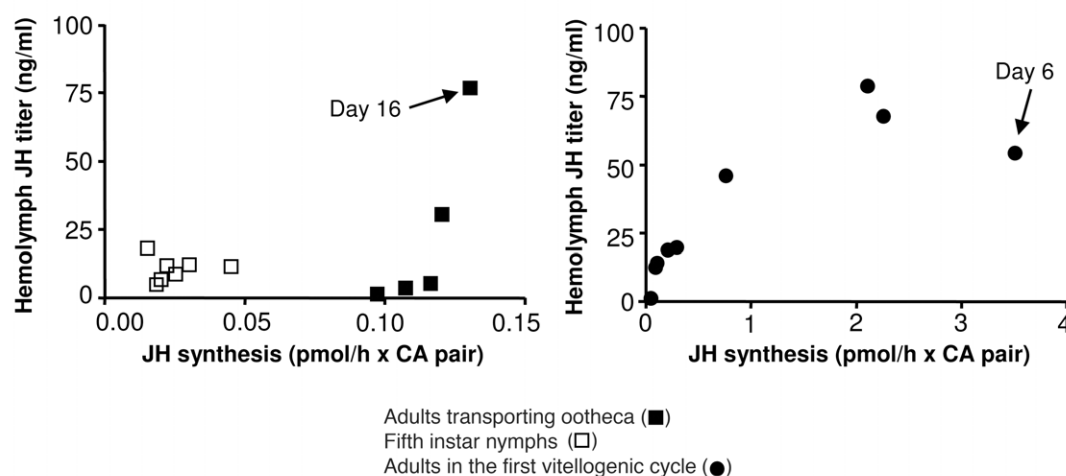 100
75
50
25
0
Hemolymph JH titer (ng/ml)
Day 16
0.00 0.05 0.10 0.15
JH synthesis (pmol/h x CA pair)
100
75
50
25
0
Hemolymph JH titer (ng/ml)
Day 6
0 1 2 3 4
JH synthesis (pmol/h x CA pair)
Adults transporting ootheca (■)
Fifth instar nymphs (□)
Adults in the first vitellogenic cycle (●)